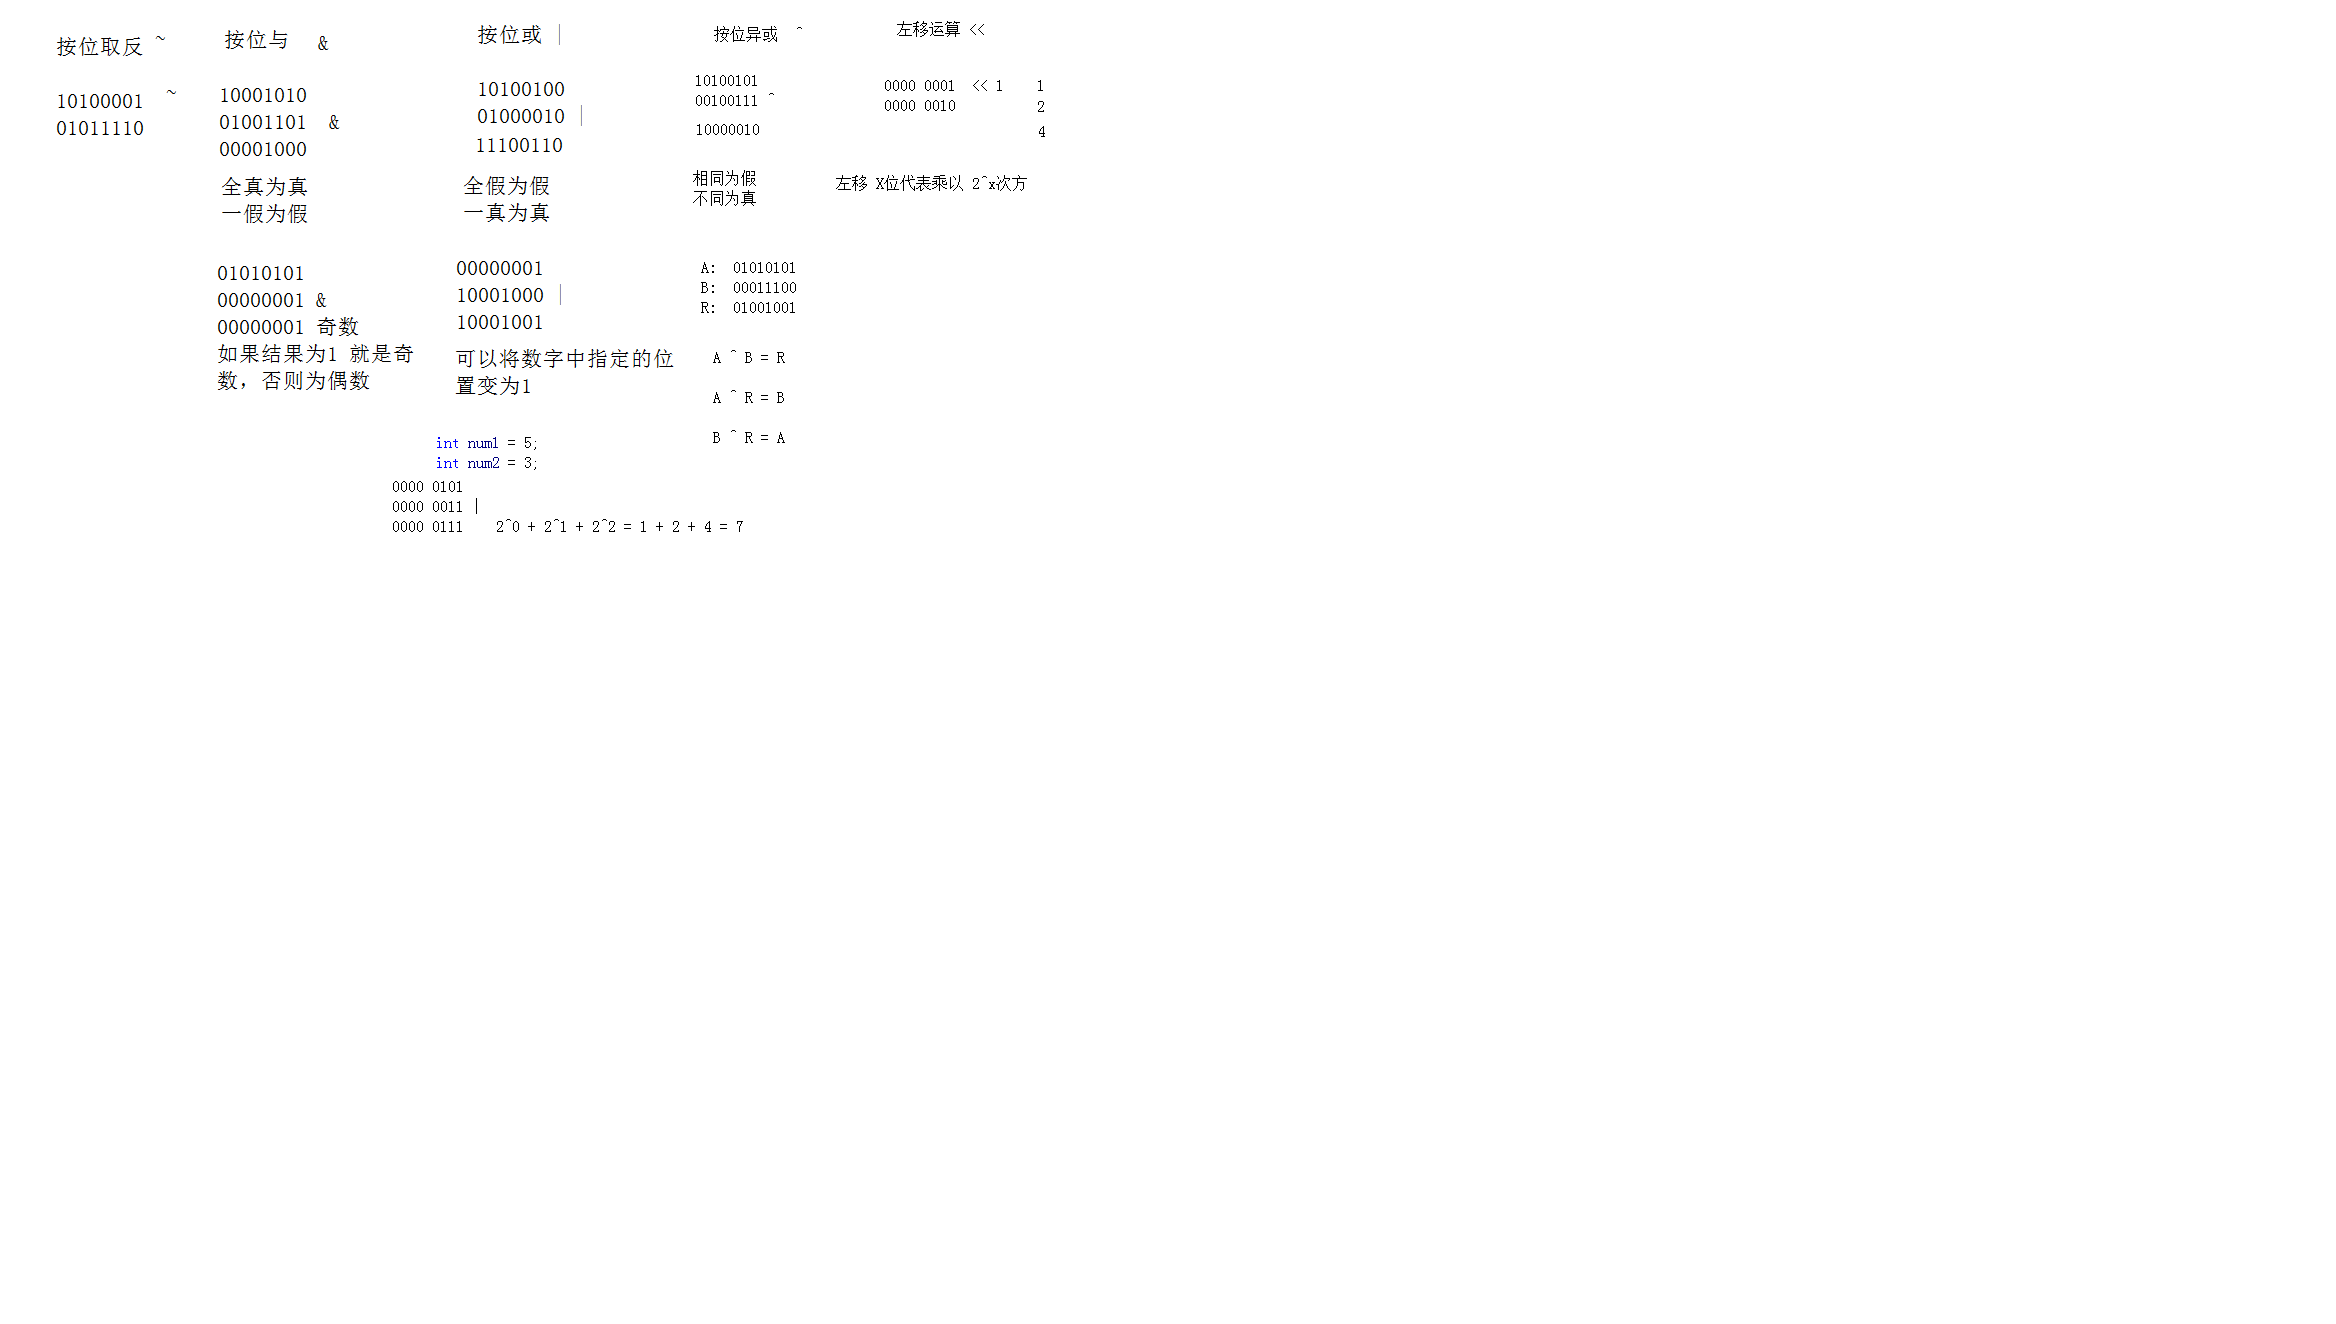 按位取反 ~
10100001 ~
01011110
按位与 &
10001010
01001101 &
00001000
全真为真
一假为假
01010101
00000001 &
00000001 奇数
如果结果为1 就是奇
数，否则为偶数
按位或 |
10100100
01000010 |
11100110
全假为假
一真为真
00000001
10001000 |
10001001
可以将数字中指定的位
置变为1
int num1 = 5;
int num2 = 3;
0000 0101
0000 0011 |
0000 0111 2^0 + 2^1 + 2^2 = 1 + 2 + 4 = 7
按位异或 ^
10100101
00100111 ^
10000010
相同为假
不同为真
A: 01010101
B: 00011100
R: 01001001
A ^ B = R
A ^ R = B
B ^ R = A
左移运算 <<
0000 0001 << 1 1
0000 0010 2
4
左移 X位代表乘以 2^x次方